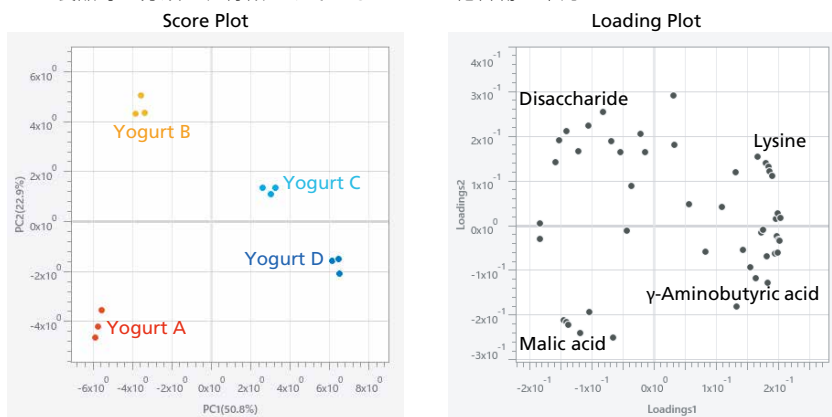 Score Plot
6x10^0
4x10^0
2x10^0
0x10^0
-2x10^0
-4x10^0
PC2(22.9%)
Yogurt B
Yogurt C
Yogurt D
Yogurt A
-6x10^0 -4x10^0 -2x10^0 0x10^0 2x10^0 4x10^0 6x10^0 8x10^0
PC1(50.8%)
Loading Plot
4x10^-1
3x10^-1
2x10^-1
1x10^-1
0x10^0
-1x10^-1
-2x10^-1
-3x10^-1
Loadings2
Disaccharide
Lysine
γ-Aminobutyric acid
Malic acid
-2x10^-1 -1x10^-1 0x10^0 1x10^-1 2x10^-1
Loadings1